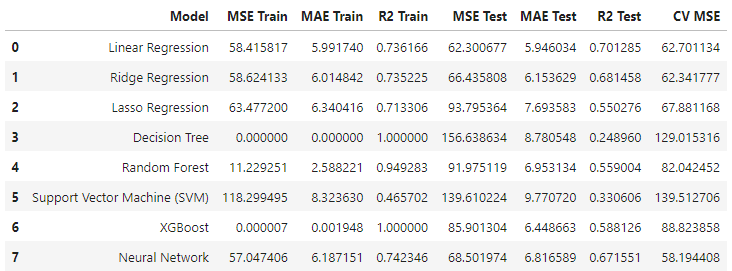 Model MSE Train MAE Train R2 Train MSE Test MAE Test R2 Test CV MSE
0 Linear Regression 58.415817 5.991740 0.736166 62.300677 5.946034 0.701285 62.701134
1 Ridge Regression 58.624133 6.014842 0.735225 66.435808 6.153629 0.681458 62.341777
2 Lasso Regression 63.477200 6.340416 0.713306 93.795364 7.693583 0.550276 67.881168
3 Decision Tree 0.000000 0.000000 1.000000 156.638634 8.780548 0.248960 129.015316
4 Random Forest 11.229251 2.588221 0.949283 91.975119 6.953134 0.559004 82.042452
5 Support Vector Machine (SVM) 118.299495 8.323630 0.465702 139.610224 9.770720 0.330606 139.512706
6 XGBoost 0.000007 0.001948 1.000000 85.901304 6.448663 0.588126 88.823858
7 Neural Network 57.047406 6.187151 0.742346 68.501974 6.816589 0.671551 58.194408